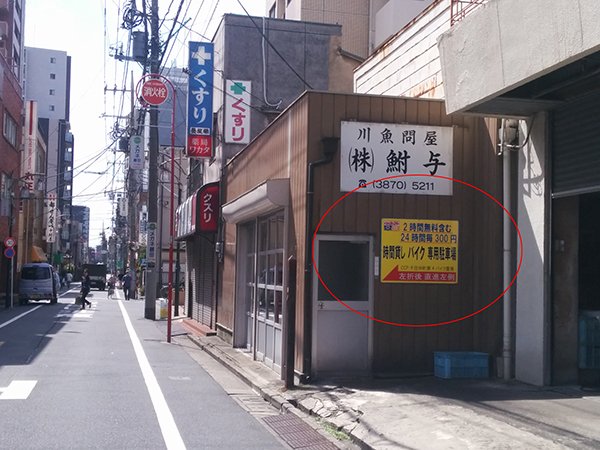 くすり
薬局
ワカタ
くすり
消火栓
クスリ
川魚問屋
㈱鮒与
☎(3870)5211
2時間無料含む
24時間毎300円
時間貸しバイク専用駐車場
左折後直進左側